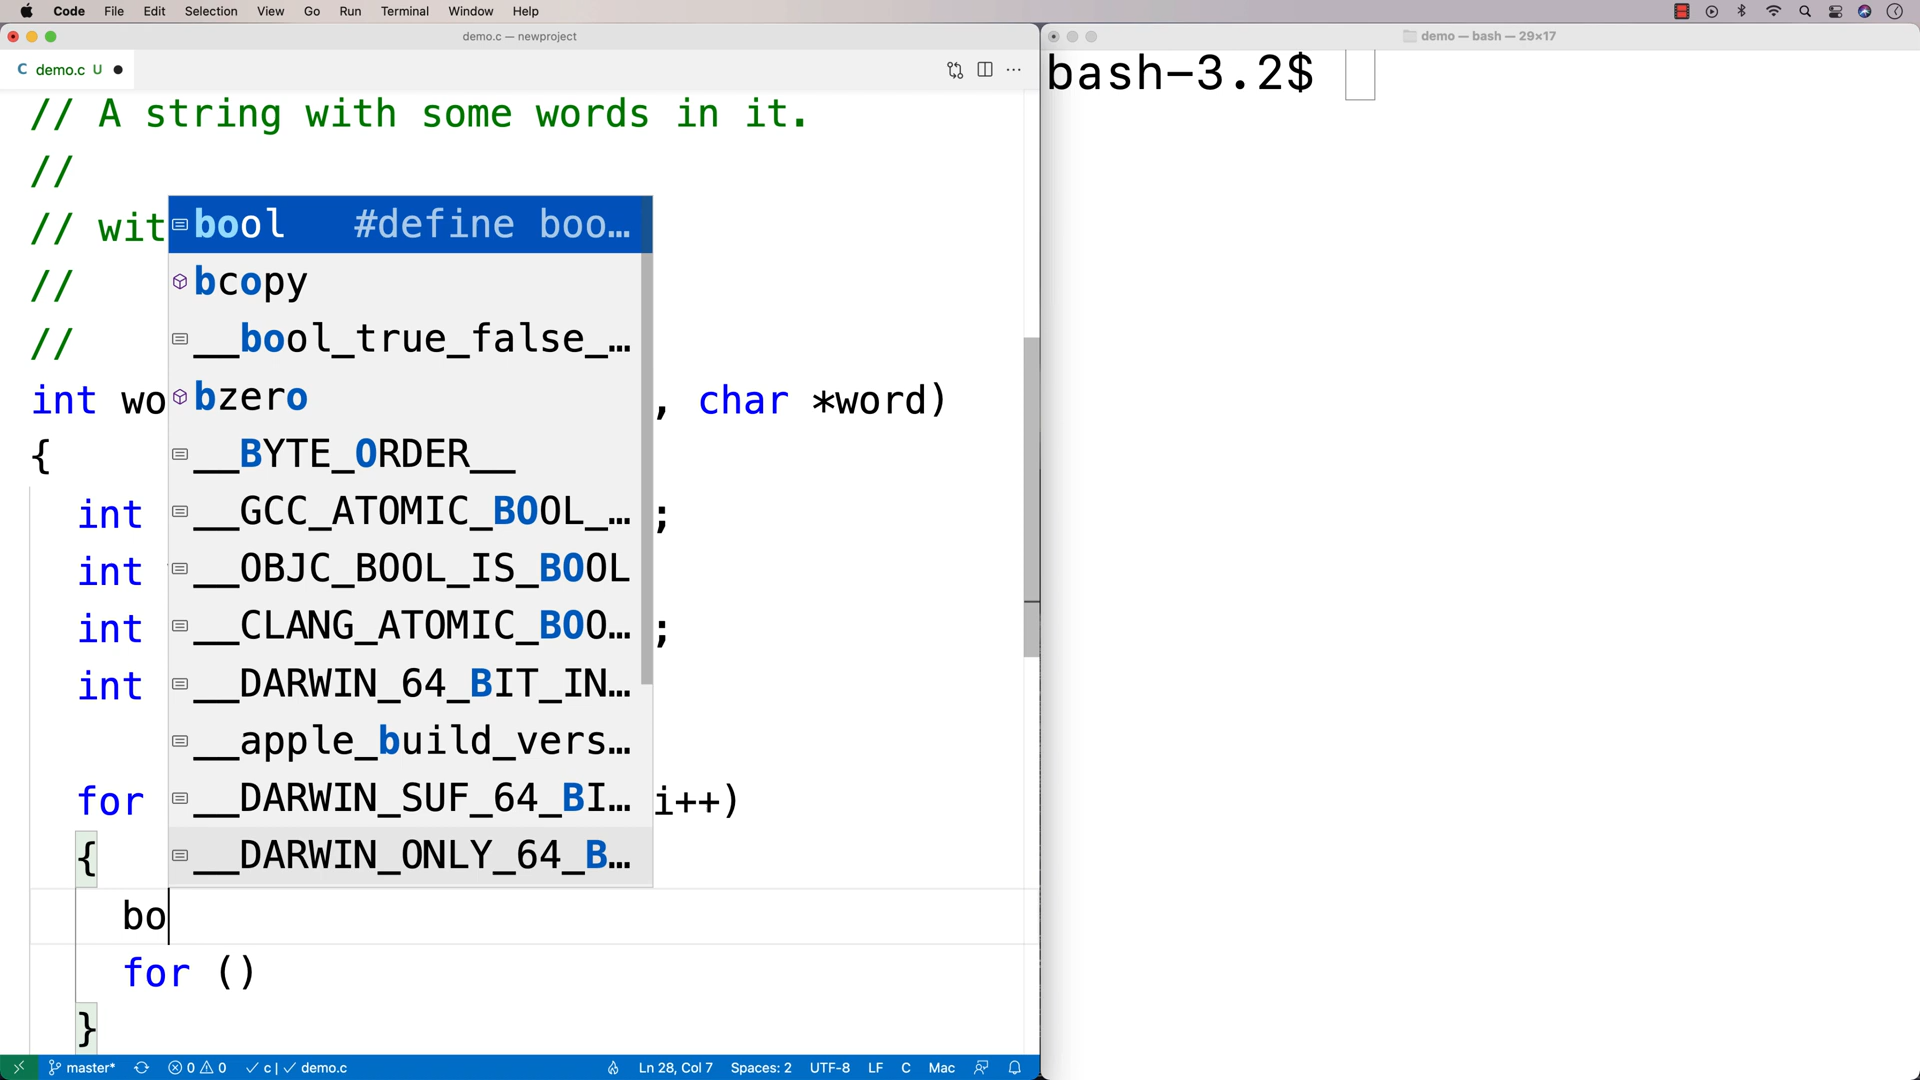 Code File Edit Selection View Go Run Terminal Window Help
demo.c — newproject
C demo.c U
// A string with some words in it.
//
// wit
//
//
int wo , char *word)
{
int ;
int
int ;
int
for i++)
{
bo
for ()
}
bool #define boo…
bcopy
__bool_true_false_…
bzero
__BYTE_ORDER__
__GCC_ATOMIC_BOOL_…
__OBJC_BOOL_IS_BOOL
__CLANG_ATOMIC_BOO…
__DARWIN_64_BIT_IN…
__apple_build_vers…
__DARWIN_SUF_64_BI…
__DARWIN_ONLY_64_B…
master* 0 0 c | demo.c Ln 28, Col 7 Spaces: 2 UTF-8 LF C Mac
demo — bash — 29×17
bash-3.2$